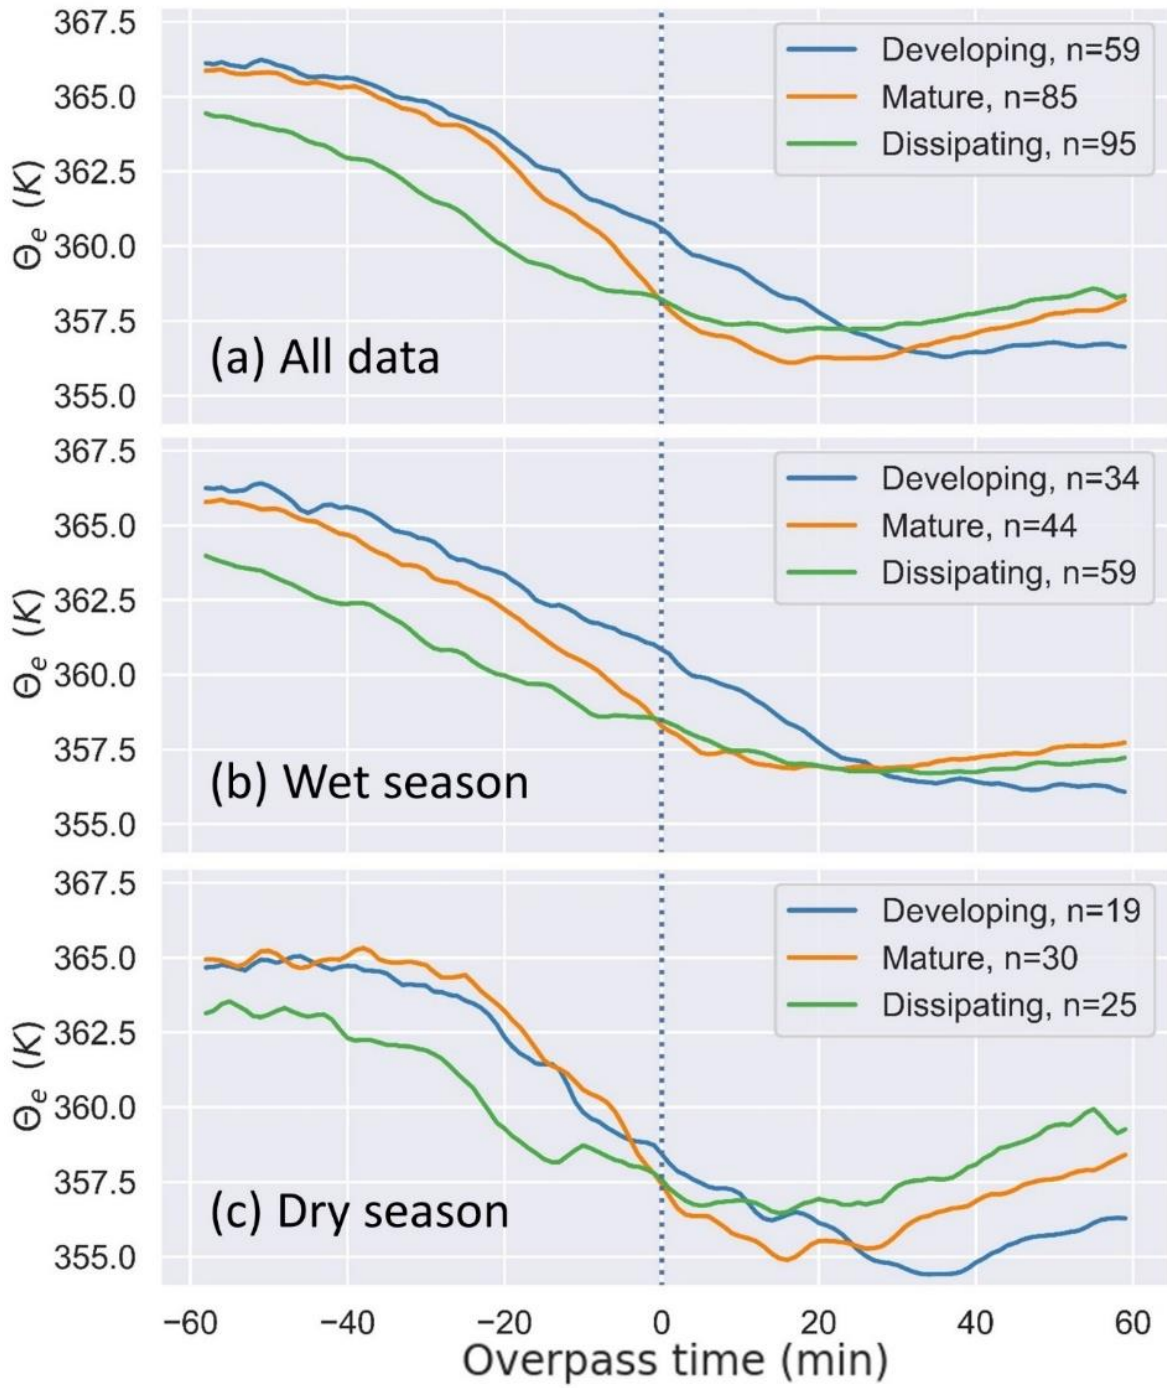 367.5
365.0
362.5
360.0
357.5
355.0
Θe (K)
Developing, n=59
Mature, n=85
Dissipating, n=95
(a) All data
367.5
365.0
362.5
360.0
357.5
355.0
Θe (K)
Developing, n=34
Mature, n=44
Dissipating, n=59
(b) Wet season
367.5
365.0
362.5
360.0
357.5
355.0
Θe (K)
Developing, n=19
Mature, n=30
Dissipating, n=25
(c) Dry season
−60 −40 −20 0 20 40 60
Overpass time (min)